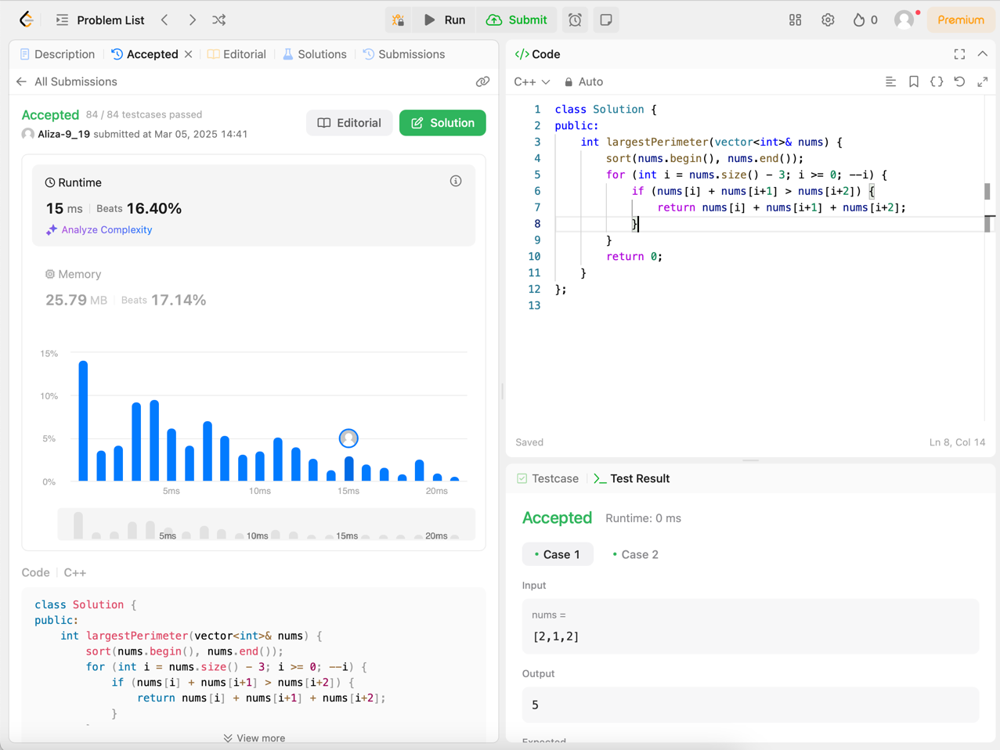 Problem List
Run
Submit
0
Premium
Description
Accepted
Editorial
Solutions
Submissions
All Submissions
Accepted 84 / 84 testcases passed
Aliza-9_19 submitted at Mar 05, 2025 14:41
Editorial
Solution
Runtime
15 ms Beats 16.40%
Analyze Complexity
Memory
25.79 MB Beats 17.14%
15%
10%
5%
0%
5ms 10ms 15ms 20ms
5ms 10ms 15ms 20ms
Code C++
class Solution {
public:
    int largestPerimeter(vector<int>& nums) {
        sort(nums.begin(), nums.end());
        for (int i = nums.size() - 3; i >= 0; --i) {
            if (nums[i] + nums[i+1] > nums[i+2]) {
                return nums[i] + nums[i+1] + nums[i+2];
            }
View more
</> Code
C++ Auto
1 class Solution {
2 public:
3     int largestPerimeter(vector<int>& nums) {
4         sort(nums.begin(), nums.end());
5         for (int i = nums.size() - 3; i >= 0; --i) {
6             if (nums[i] + nums[i+1] > nums[i+2]) {
7                 return nums[i] + nums[i+1] + nums[i+2];
8             }
9         }
10         return 0;
11     }
12 };
13
Saved
Ln 8, Col 14
Testcase
>_ Test Result
Accepted Runtime: 0 ms
• Case 1
• Case 2
Input
nums =
[2,1,2]
Output
5
Expected